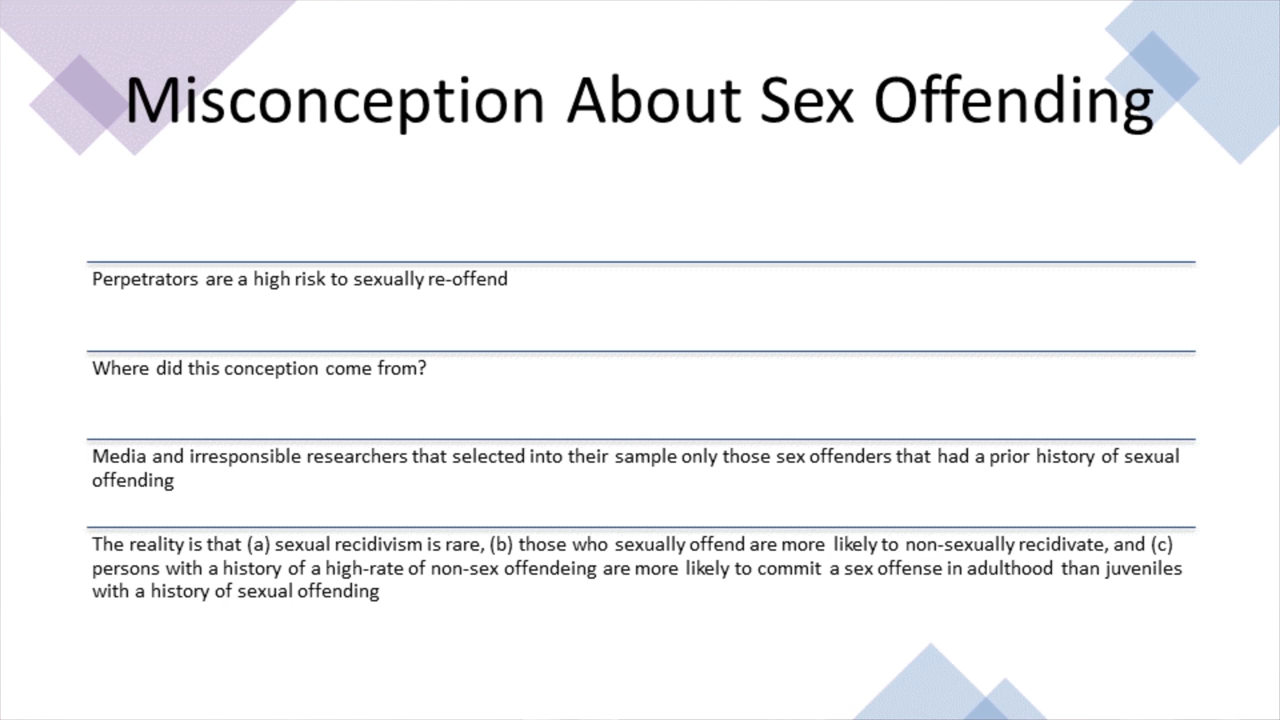 Misconception About Sex Offending
Perpetrators are a high risk to sexually re-offend
Where did this conception come from?
Media and irresponsible researchers that selected into their sample only those sex offenders that had a prior history of sexual
offending
The reality is that (a) sexual recidivism is rare, (b) those who sexually offend are more likely to non-sexually recidivate, and (c)
persons with a history of a high-rate of non-sex offendeing are more likely to commit a sex offense in adulthood than juveniles
with a history of sexual offending